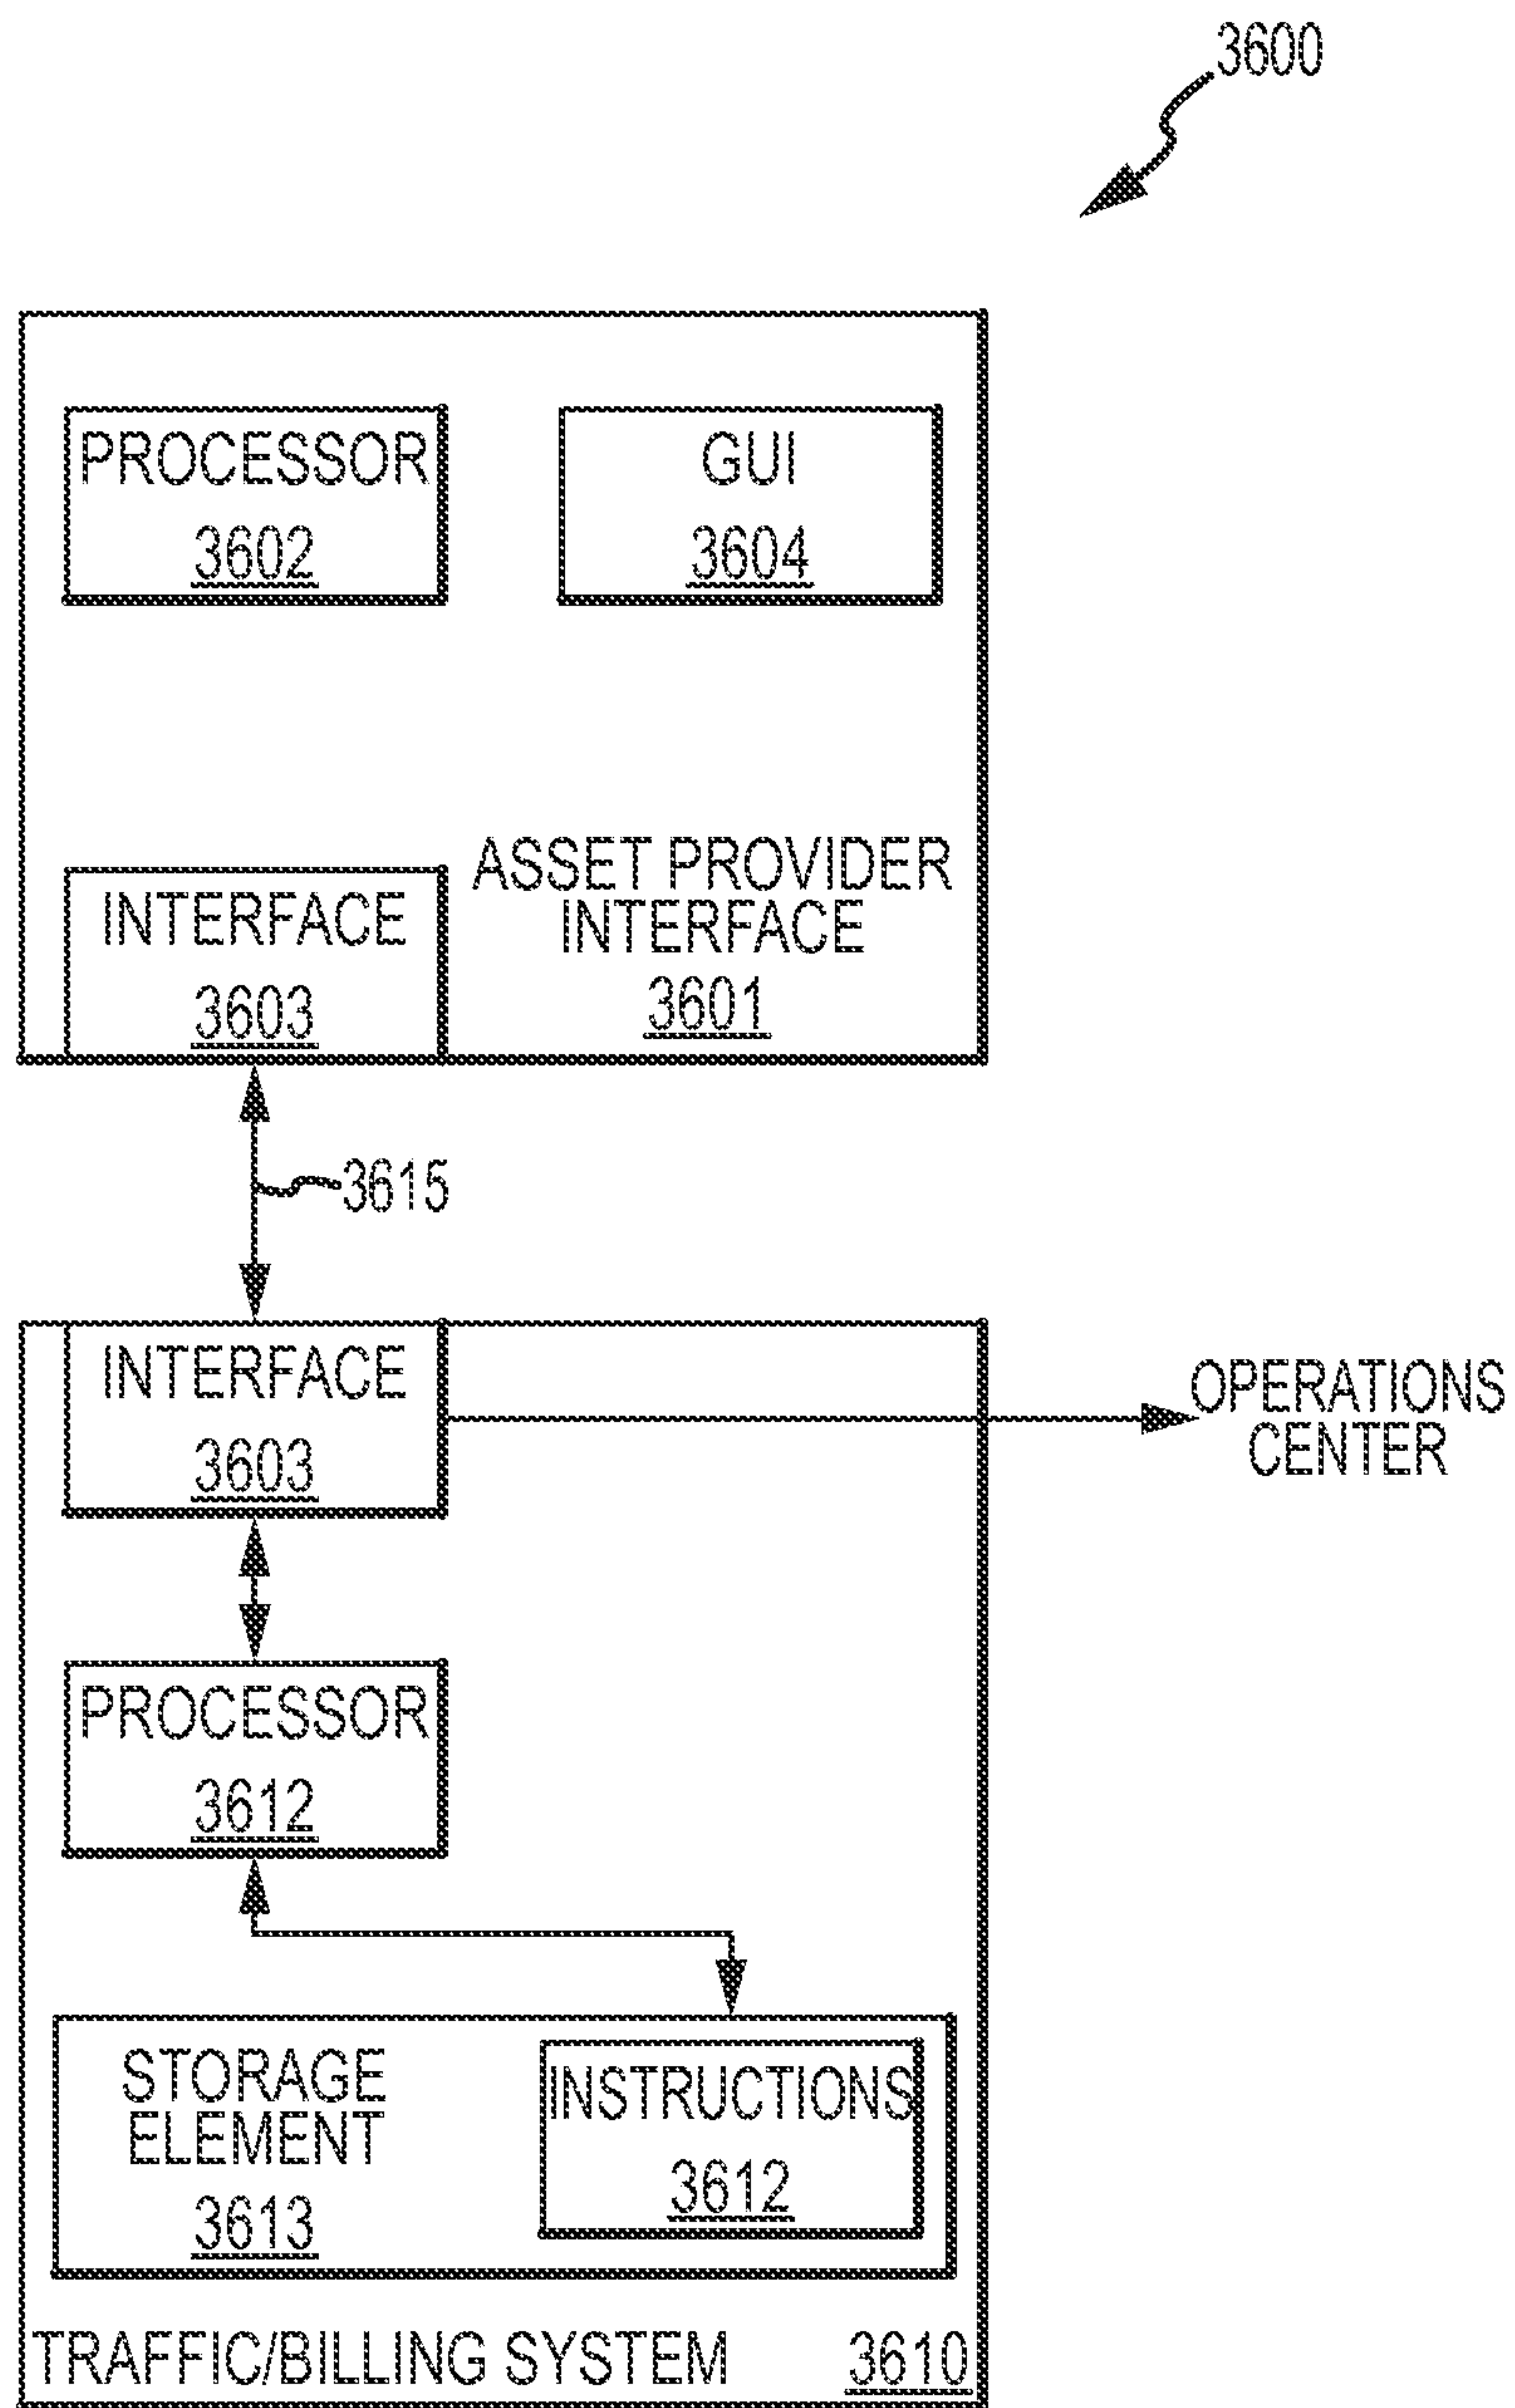 3600
PROCESSOR
3602
GUI
3604
INTERFACE
3603
ASSET PROVIDER
INTERFACE
3601
3615
INTERFACE
3603
OPERATIONS
CENTER
PROCESSOR
3612
STORAGE
ELEMENT
3613
INSTRUCTIONS
3612
TRAFFIC/BILLING SYSTEM 3610